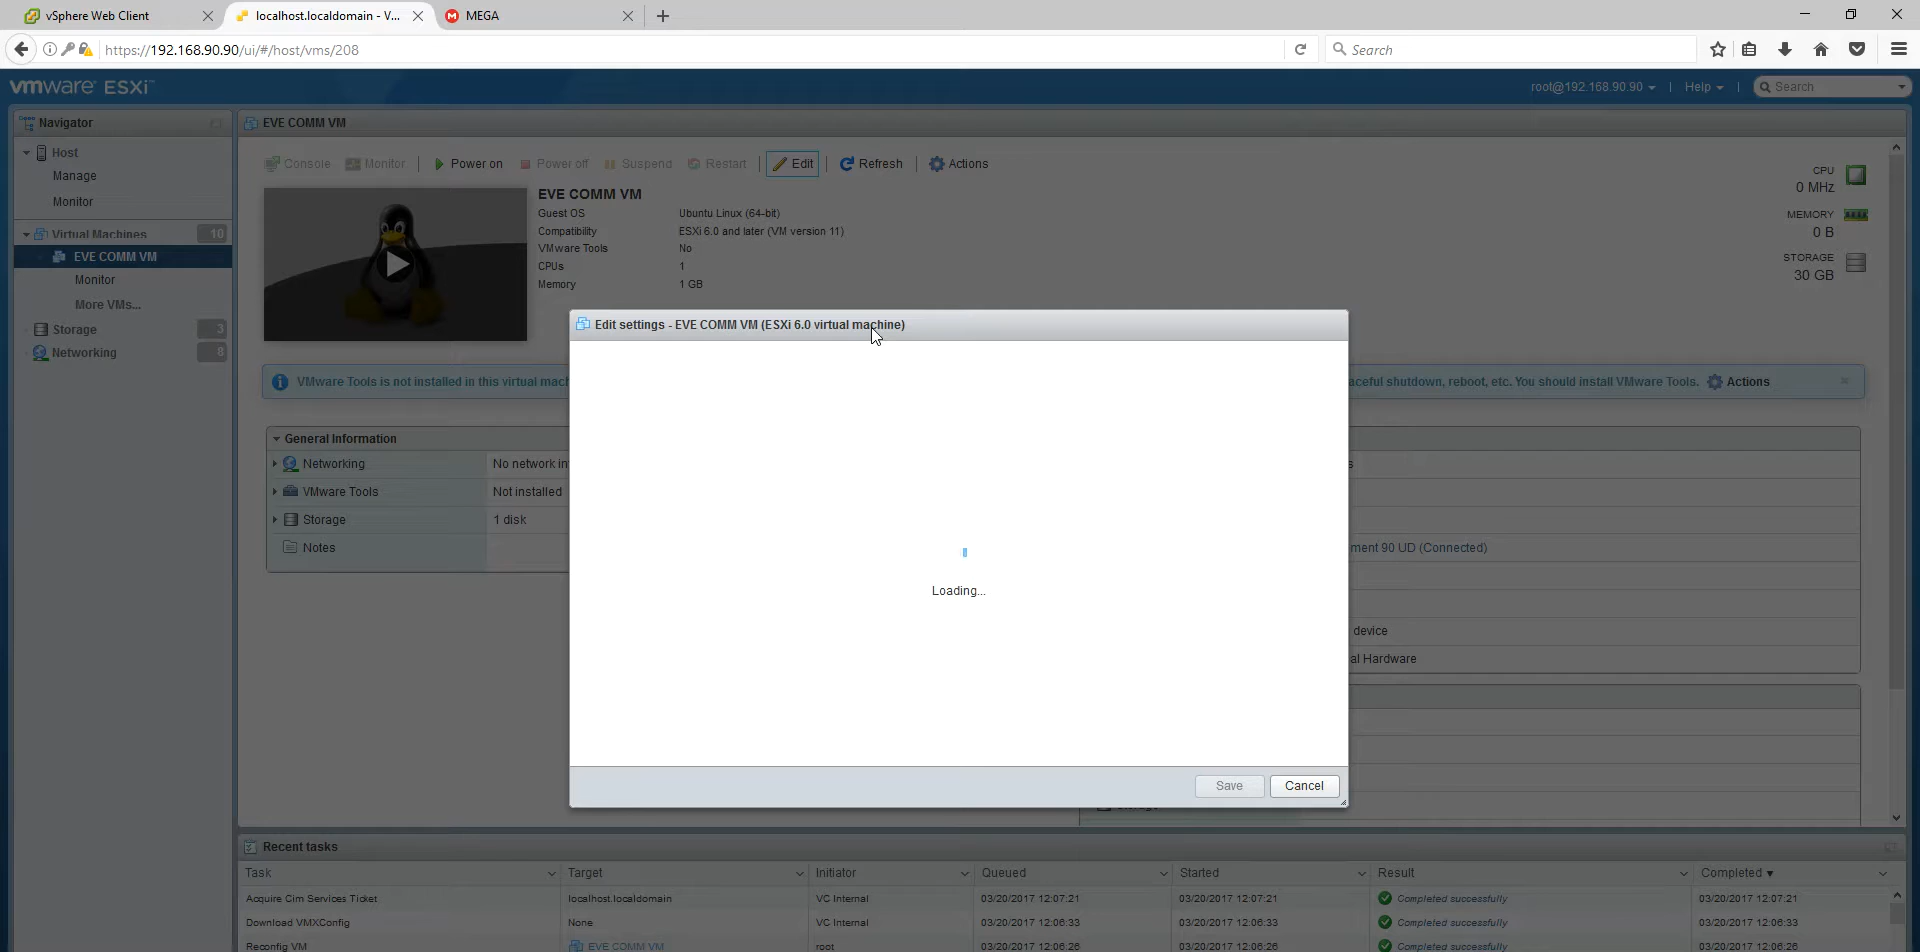 vSphere Web Client
localhost.localdomain - V...
MEGA
https://192.168.90.90/ui/#/host/vms/208
Search
vmware ESXi™
root@192.168.90.90
Help
Search
Navigator
EVE COMM VM
Host
Manage
Monitor
Virtual Machines 10
EVE COMM VM
Monitor
More VMs...
Storage 3
Networking 8
Console Monitor Power on Power off Suspend Restart Edit Refresh Actions
EVE COMM VM
Guest OS Ubuntu Linux (64-bit)
Compatibility ESXi 6.0 and later (VM version 11)
VMware Tools No
CPUs 1
Memory 1 GB
CPU
0 MHz
MEMORY
0 B
STORAGE
30 GB
Edit settings - EVE COMM VM (ESXi 6.0 virtual machine)
Loading...
Save Cancel
VMware Tools is not installed in this virtual mach
aceful shutdown, reboot, etc. You should install VMware Tools. Actions
General Information
Networking No network in
VMware Tools Not installed
Storage 1 disk
Notes
s
ment 90 UD (Connected)
device
al Hardware
Recent tasks
Task Target Initiator Queued Started Result Completed ▼
Acquire Cim Services Ticket localhost.localdomain VC Internal 03/20/2017 12:07:21 03/20/2017 12:07:21 Completed successfully 03/20/2017 12:07:21
Download VMXConfig None VC Internal 03/20/2017 12:06:33 03/20/2017 12:06:33 Completed successfully 03/20/2017 12:06:33
Reconfig VM EVE COMM VM root 03/20/2017 12:06:26 03/20/2017 12:06:26 Completed successfully 03/20/2017 12:06:26